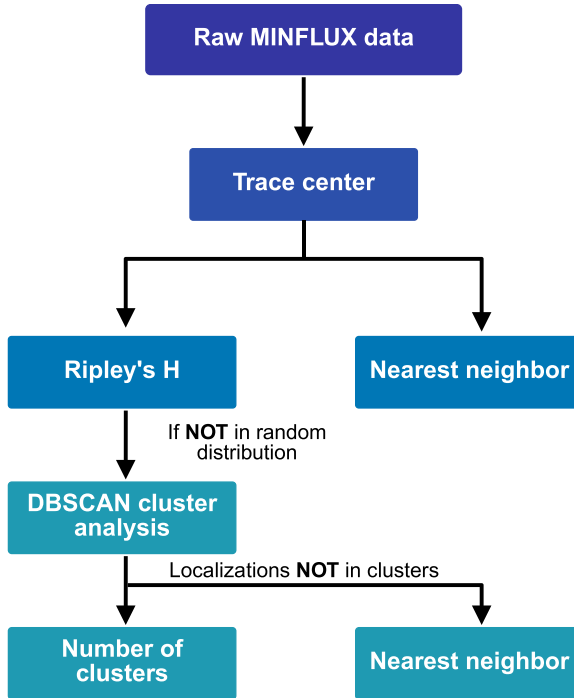 Raw MINFLUX data
Trace center
Ripley's H
Nearest neighbor
If NOT in random
distribution
DBSCAN cluster
analysis
Localizations NOT in clusters
Number of
clusters
Nearest neighbor